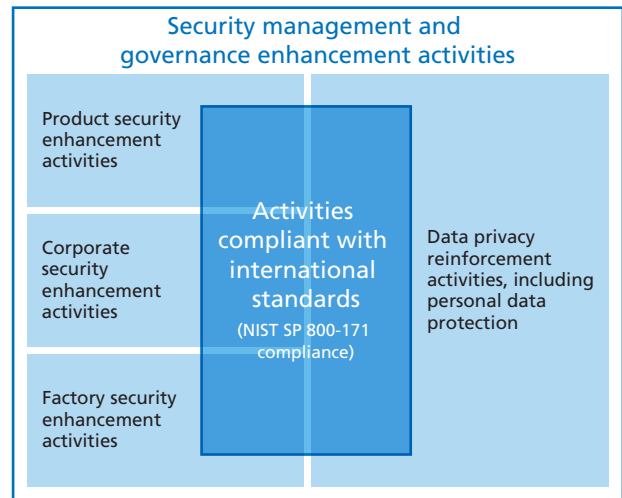 Security management and
governance enhancement activities
Product security
enhancement
activities
Corporate
security
enhancement
activities
Factory security
enhancement
activities
Activities
compliant with
international
standards
(NIST SP 800-171
compliance)
Data privacy
reinforcement
activities, including
personal data
protection